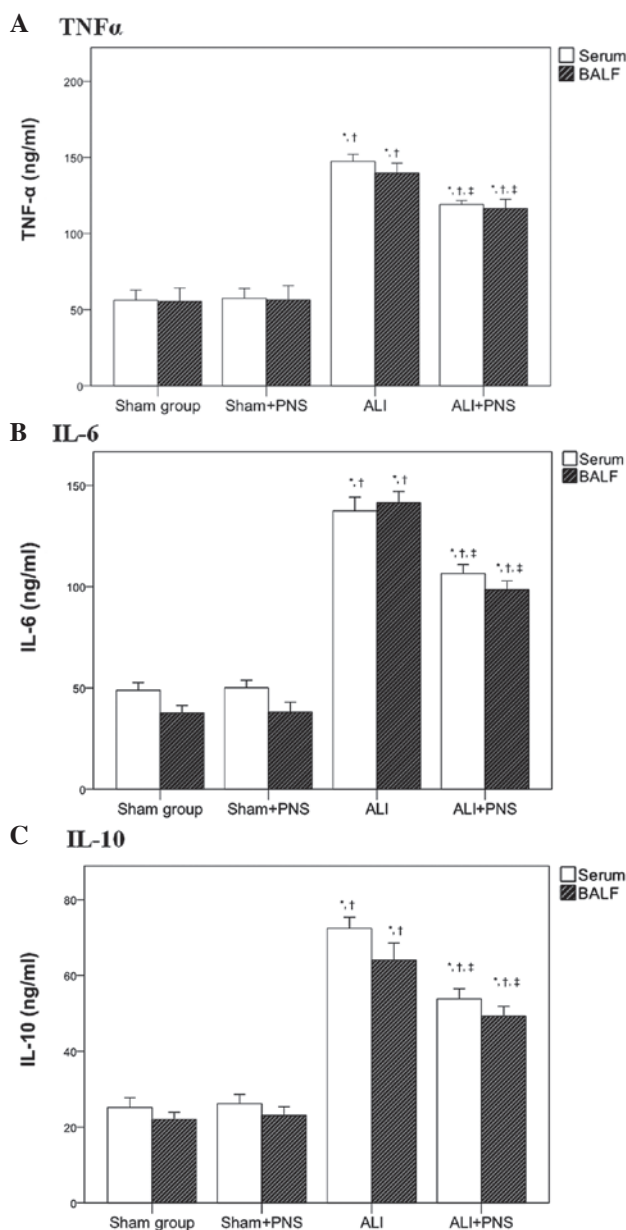 A TNFα
Serum
BALF
TNF-α (ng/ml)
200
150
100
50
0
*,† *,† *,†,‡ *,†,‡
Sham group Sham+PNS ALI ALI+PNS
B IL-6
Serum
BALF
IL-6 (ng/ml)
150
100
50
0
*,† *,† *,†,‡ *,†,‡
Sham group Sham+PNS ALI ALI+PNS
C IL-10
Serum
BALF
IL-10 (ng/ml)
80
60
40
20
0
*,† *,† *,†,‡ *,†,‡
Sham group Sham+PNS ALI ALI+PNS